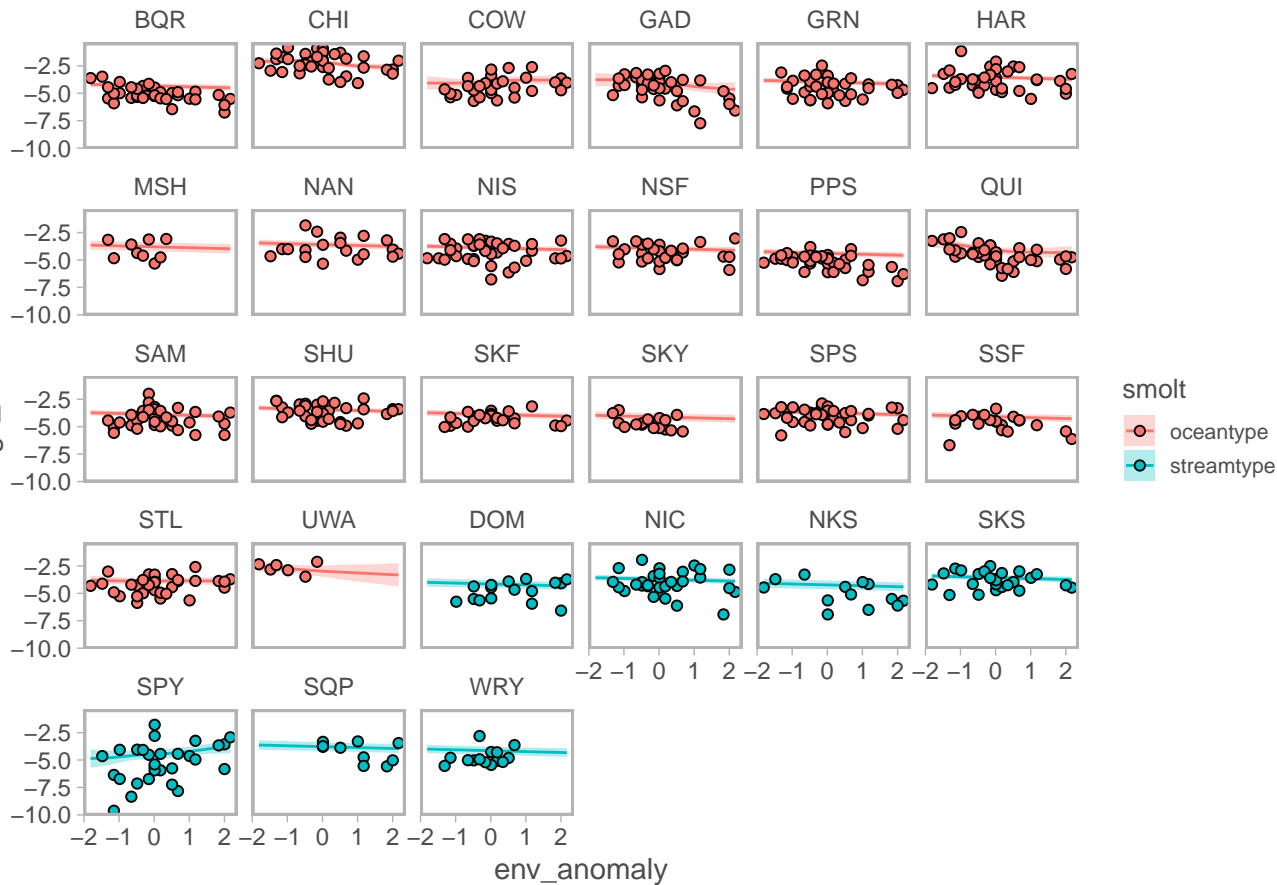 BQR CHI COW GAD GRN HAR
−2.5
−5.0
−7.5
−10.0
MSH NAN NIS NSF PPS QUI
−2.5
−5.0
−7.5
−10.0
SAM SHU SKF SKY SPS SSF
−2.5
−5.0
−7.5
−10.0
smolt
oceantype
streamtype
STL UWA DOM NIC NKS SKS
−2.5
−5.0
−7.5
−10.0
−2 −1 0 1 2 −2 −1 0 1 2 −2 −1 0 1 2
SPY SQP WRY
−2.5
−5.0
−7.5
−10.0
−2 −1 0 1 2 −2 −1 0 1 2 −2 −1 0 1 2
env_anomaly